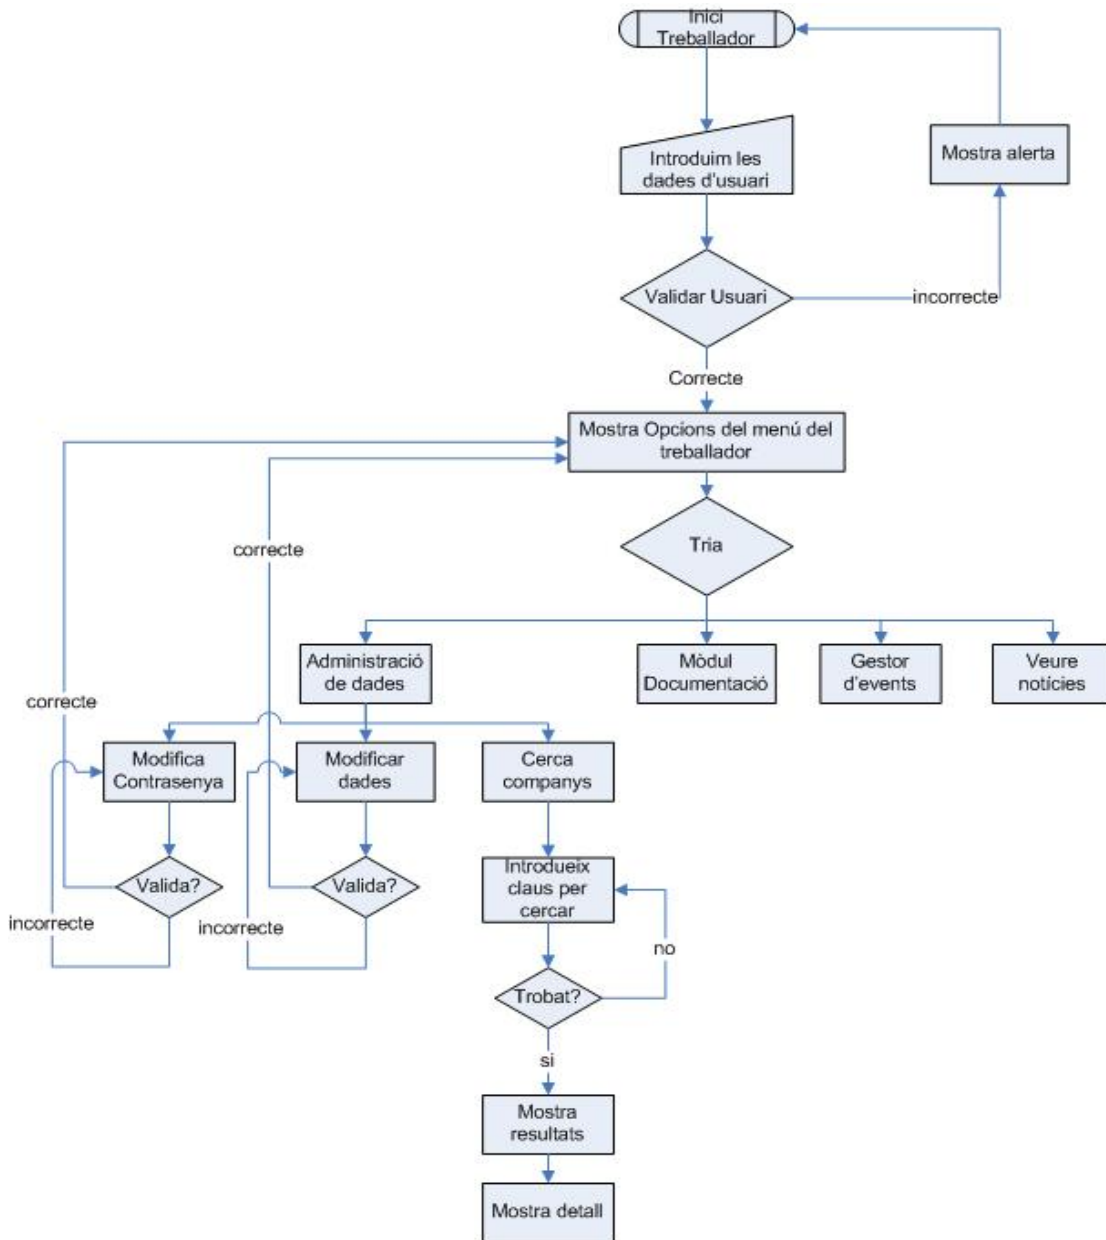 Inici
Treballador
Introduim les
dades d'usuari
Mostra alerta
Validar Usuari
incorrecte
Correcte
Mostra Opcions del menú del
treballador
correcte
Tria
Administració
de dades
Mòdul
Documentació
Gestor
d'events
Veure
notícies
correcte
Modifica
Contrasenya
Modificar
dades
Cerca
companys
Valida?
Valida?
Introdueix
claus per
cercar
incorrecte
incorrecte
no
Trobat?
si
Mostra
resultats
Mostra detall